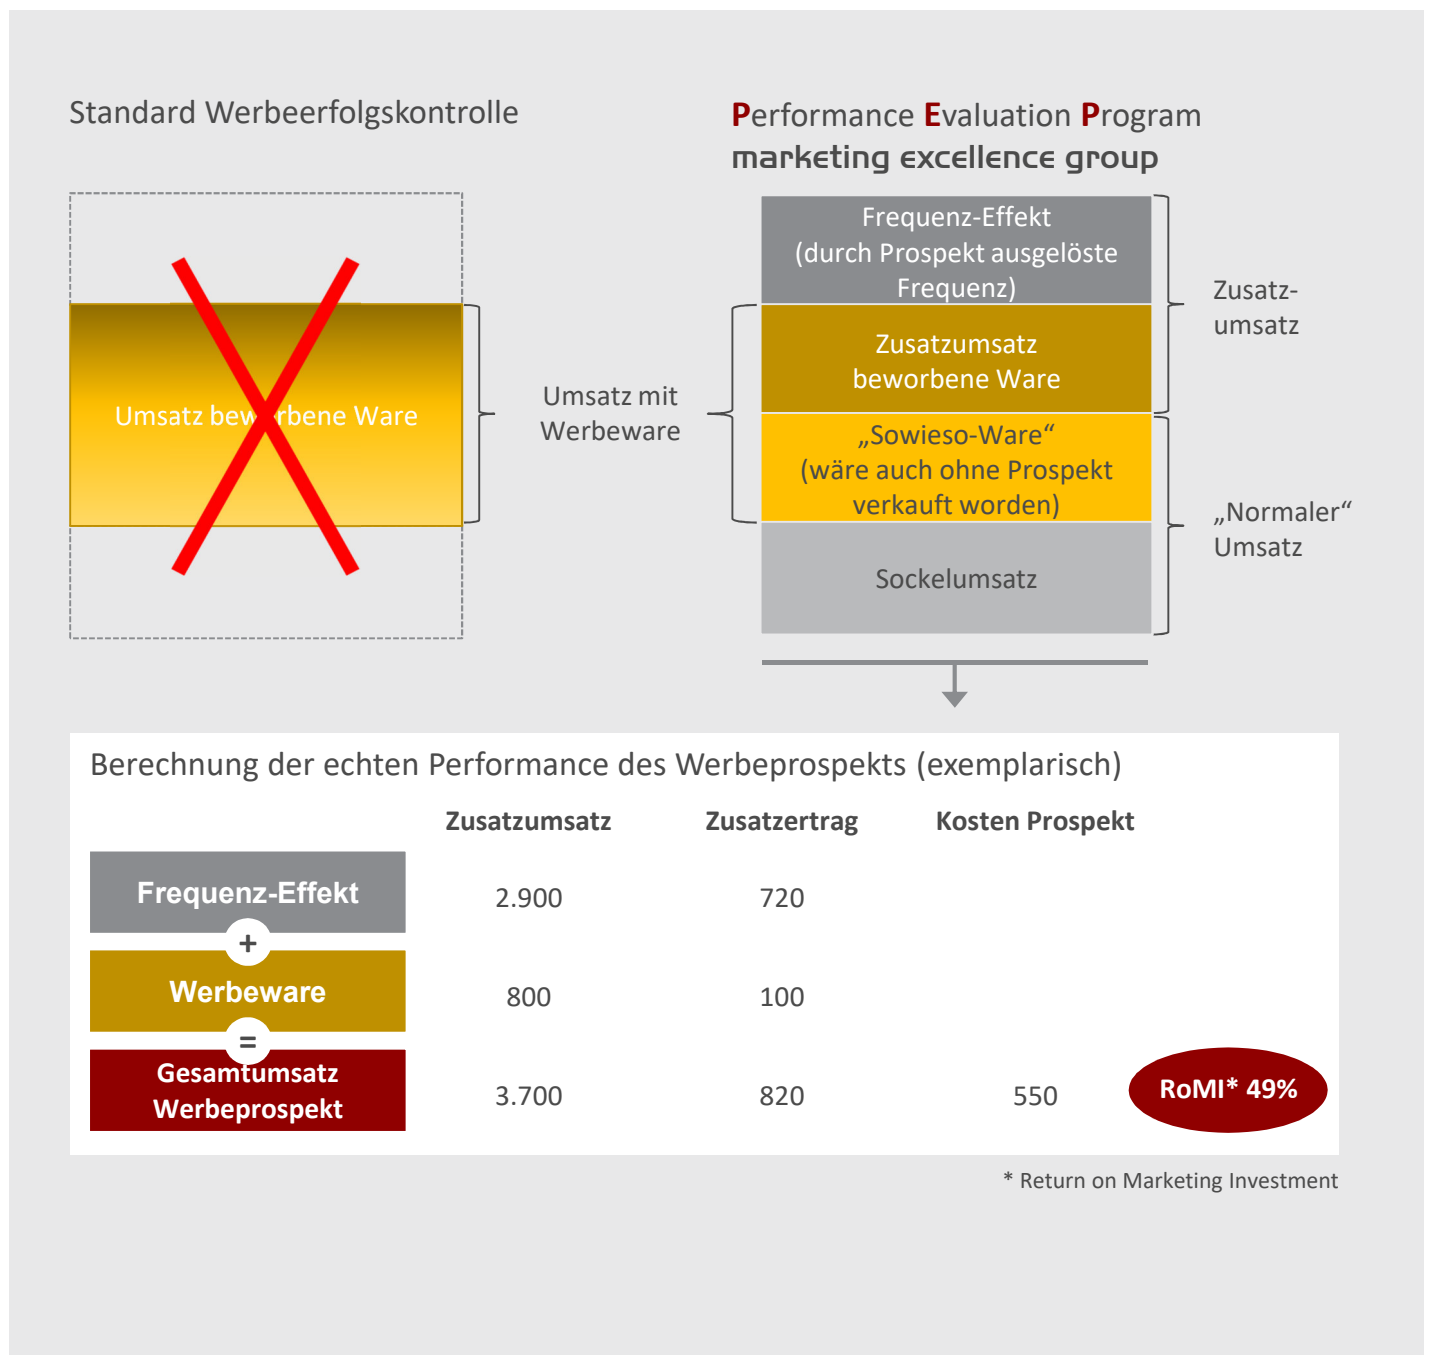 Standard Werbeerfolgskontrolle
Performance Evaluation Program
marketing excellence group
Umsatz beworbene Ware
Umsatz mit
Werbeware
Frequenz-Effekt
(durch Prospekt ausgelöste
Frequenz)
Zusatzumsatz
beworbene Ware
„Sowieso-Ware“
(wäre auch ohne Prospekt
verkauft worden)
Sockelumsatz
Zusatz-
umsatz
„Normaler“
Umsatz
Berechnung der echten Performance des Werbeprospekts (exemplarisch)
Zusatzumsatz Zusatzertrag Kosten Prospekt
Frequenz-Effekt 2.900 720
+
Werbeware 800 100
=
Gesamtumsatz
Werbeprospekt 3.700 820 550 RoMI* 49%
* Return on Marketing Investment